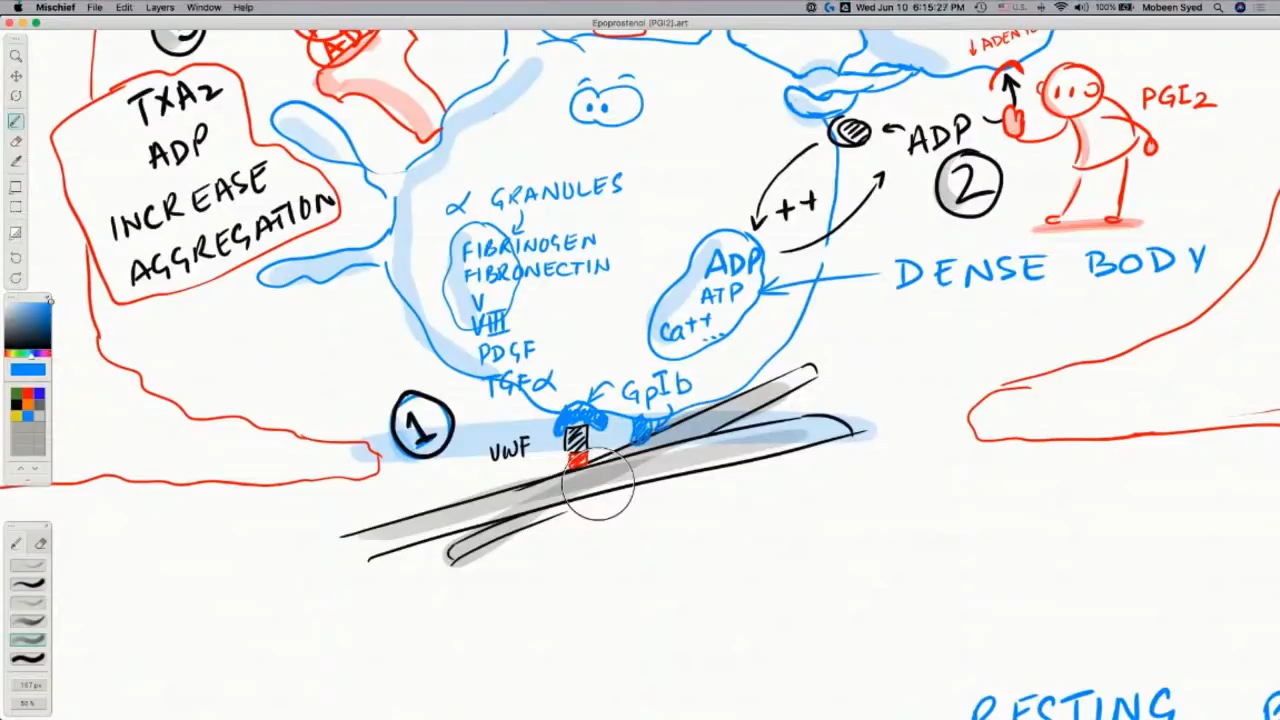 Mischief File Edit Layers Window Help
100% Wed Jun 10 6:15:27 PM U.S. Mobeen Syed
Epoprostenol [PGI2].art
3
TXA2
ADP
INCREASE
AGGREGATION
α GRANULES
FIBRINOGEN
FIBRONECTIN
V
VIII
PDGF
TGFα
ADP
ATP
Ca++
...
++
ADP
2
PGI2
DENSE BODY
GpIb
1
VWF
50 %
RESTING